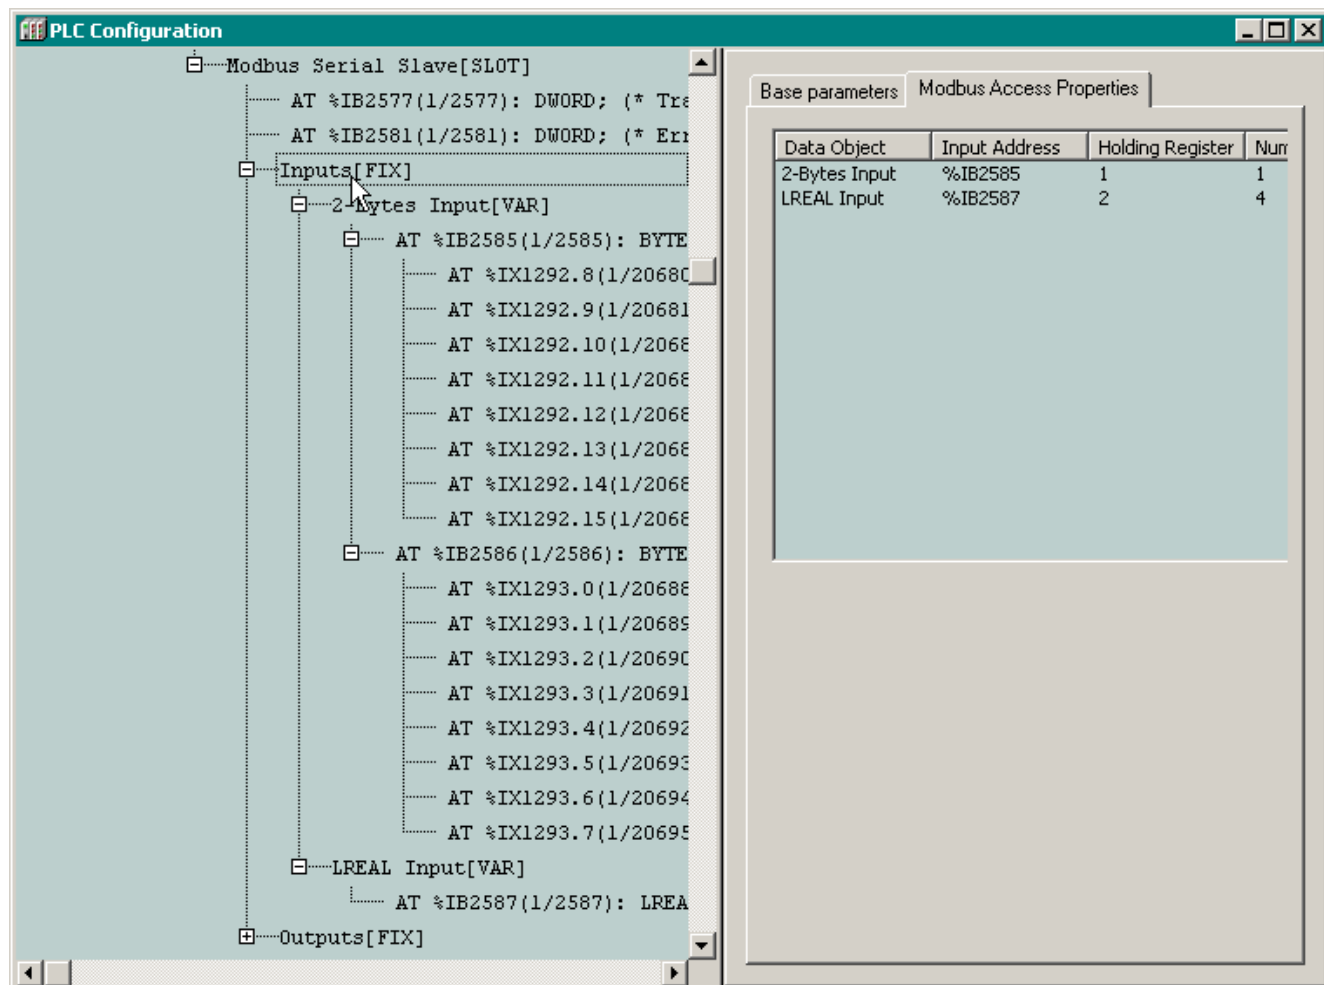 PLC Configuration
Modbus Serial Slave[SLOT]
AT %IB2577(1/2577): DWORD; (* Tra
AT %IB2581(1/2581): DWORD; (* Err
Inputs[FIX]
2-Bytes Input[VAR]
AT %IB2585(1/2585): BYTE
AT %IX1292.8(1/20680
AT %IX1292.9(1/20681
AT %IX1292.10(1/2068
AT %IX1292.11(1/2068
AT %IX1292.12(1/2068
AT %IX1292.13(1/2068
AT %IX1292.14(1/2068
AT %IX1292.15(1/2068
AT %IB2586(1/2586): BYTE
AT %IX1293.0(1/20688
AT %IX1293.1(1/20689
AT %IX1293.2(1/20690
AT %IX1293.3(1/20691
AT %IX1293.4(1/20692
AT %IX1293.5(1/20693
AT %IX1293.6(1/20694
AT %IX1293.7(1/20695
LREAL Input[VAR]
AT %IB2587(1/2587): LREA
Outputs[FIX]
Base parameters Modbus Access Properties
Data Object Input Address Holding Register Num
2-Bytes Input %IB2585 1 1
LREAL Input %IB2587 2 4